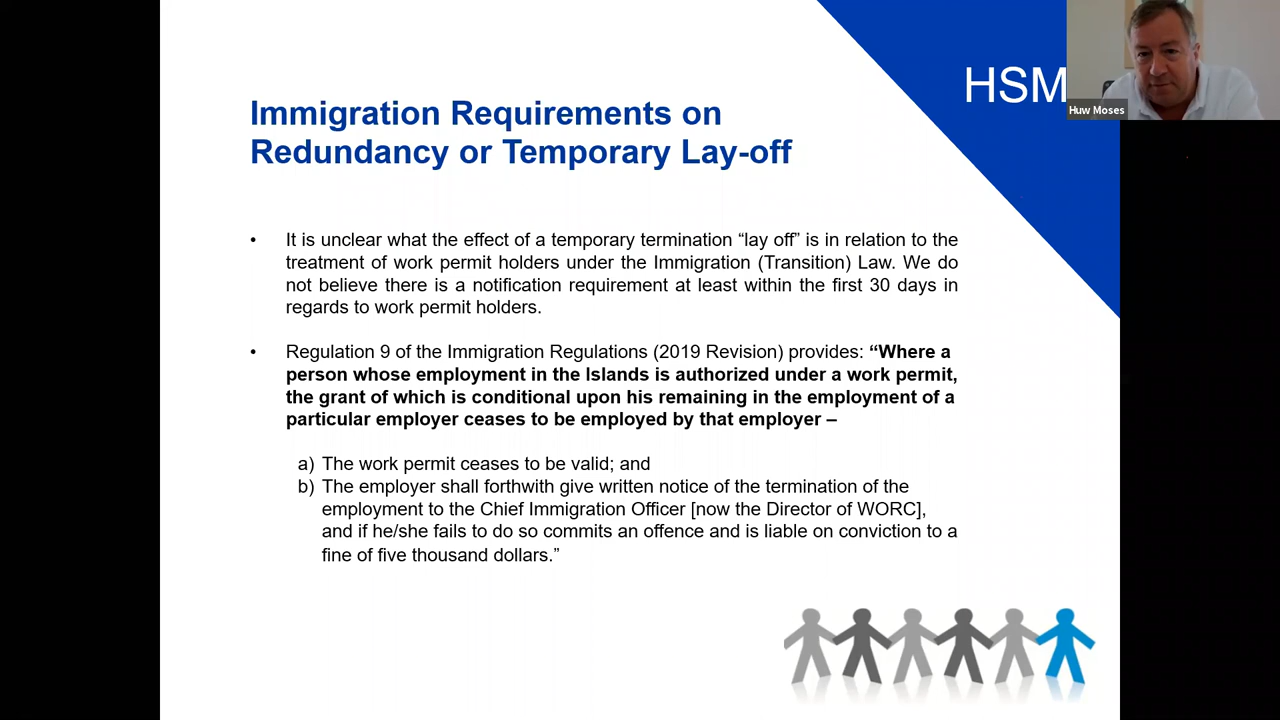 HSM
Huw Moses
Immigration Requirements on
Redundancy or Temporary Lay-off
• It is unclear what the effect of a temporary termination “lay off” is in relation to the
treatment of work permit holders under the Immigration (Transition) Law. We do
not believe there is a notification requirement at least within the first 30 days in
regards to work permit holders.
• Regulation 9 of the Immigration Regulations (2019 Revision) provides: “Where a
person whose employment in the Islands is authorized under a work permit,
the grant of which is conditional upon his remaining in the employment of a
particular employer ceases to be employed by that employer –
a) The work permit ceases to be valid; and
b) The employer shall forthwith give written notice of the termination of the
employment to the Chief Immigration Officer [now the Director of WORC],
and if he/she fails to do so commits an offence and is liable on conviction to a
fine of five thousand dollars.”